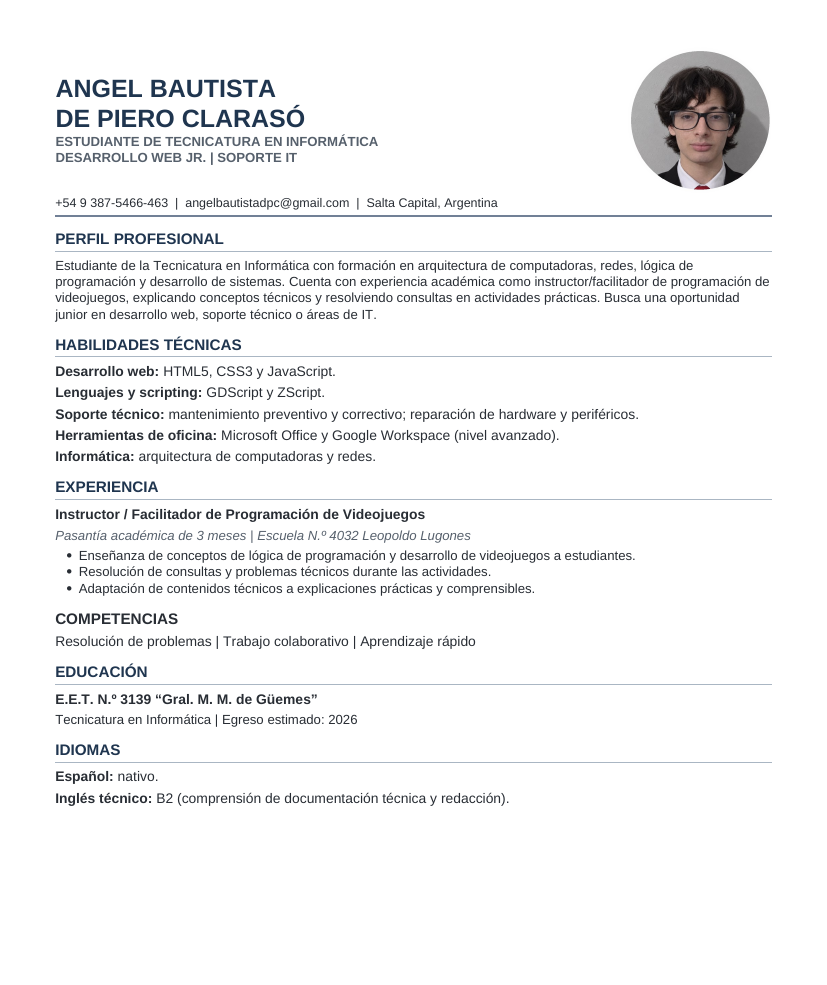 ANGEL BAUTISTA
DE PIERO CLARASÓ
ESTUDIANTE DE TECNICATURA EN INFORMÁTICA
DESARROLLO WEB JR. | SOPORTE IT
+54 9 387-5466-463 | angelbautistadpc@gmail.com | Salta Capital, Argentina
PERFIL PROFESIONAL
Estudiante de la Tecnicatura en Informática con formación en arquitectura de computadoras, redes, lógica de
programación y desarrollo de sistemas. Cuenta con experiencia académica como instructor/facilitador de programación de
videojuegos, explicando conceptos técnicos y resolviendo consultas en actividades prácticas. Busca una oportunidad
junior en desarrollo web, soporte técnico o áreas de IT.
HABILIDADES TÉCNICAS
Desarrollo web: HTML5, CSS3 y JavaScript.
Lenguajes y scripting: GDScript y ZScript.
Soporte técnico: mantenimiento preventivo y correctivo; reparación de hardware y periféricos.
Herramientas de oficina: Microsoft Office y Google Workspace (nivel avanzado).
Informática: arquitectura de computadoras y redes.
EXPERIENCIA
Instructor / Facilitador de Programación de Videojuegos
Pasantía académica de 3 meses | Escuela N.º 4032 Leopoldo Lugones
• Enseñanza de conceptos de lógica de programación y desarrollo de videojuegos a estudiantes.
• Resolución de consultas y problemas técnicos durante las actividades.
• Adaptación de contenidos técnicos a explicaciones prácticas y comprensibles.
COMPETENCIAS
Resolución de problemas | Trabajo colaborativo | Aprendizaje rápido
EDUCACIÓN
E.E.T. N.º 3139 “Gral. M. M. de Güemes”
Tecnicatura en Informática | Egreso estimado: 2026
IDIOMAS
Español: nativo.
Inglés técnico: B2 (comprensión de documentación técnica y redacción).